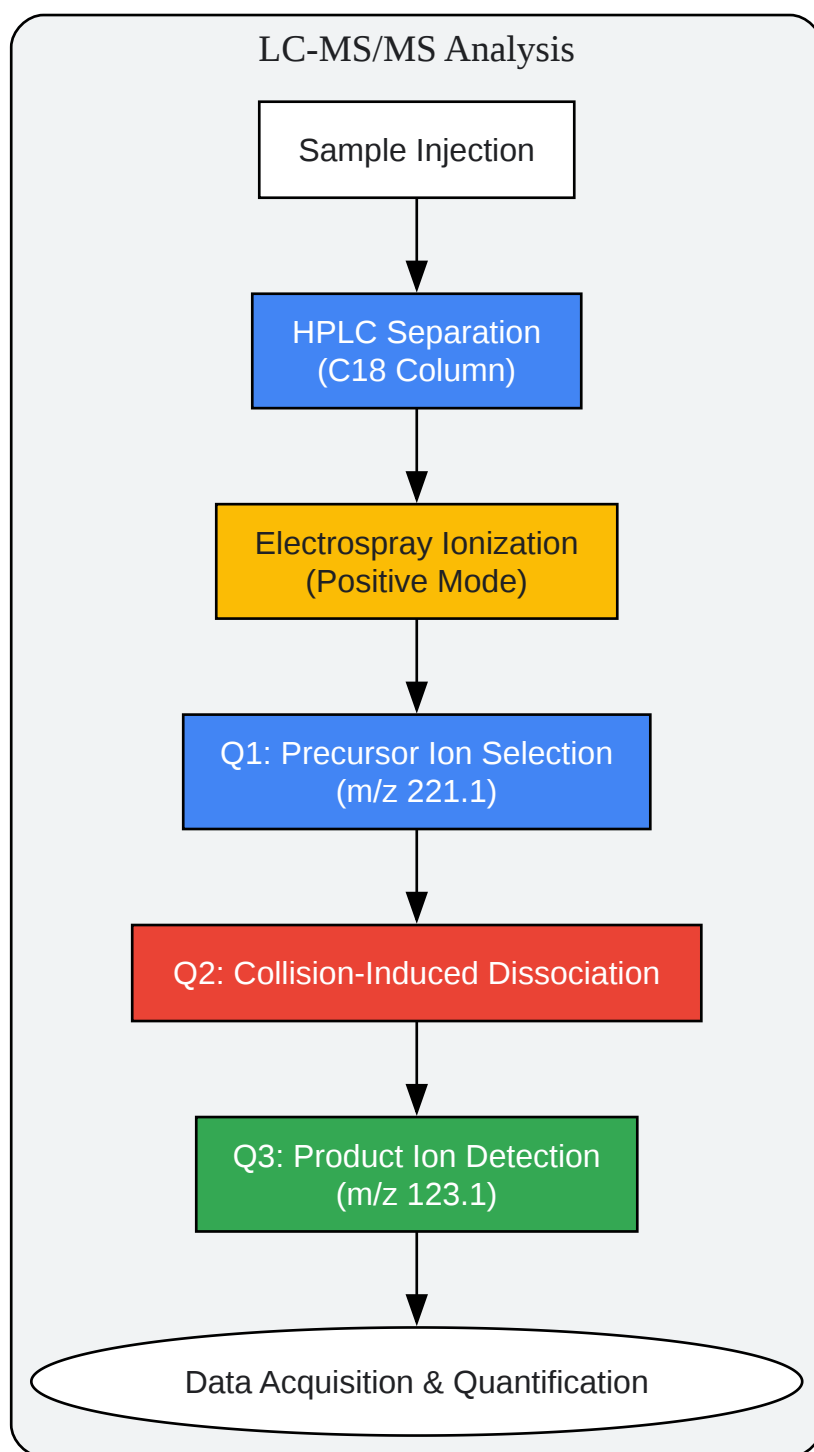 LC-MS/MS Analysis
Sample Injection
HPLC Separation
(C18 Column)
Electrospray Ionization
(Positive Mode)
Q1: Precursor Ion Selection
(m/z 221.1)
Q2: Collision-Induced Dissociation
Q3: Product Ion Detection
(m/z 123.1)
Data Acquisition & Quantification